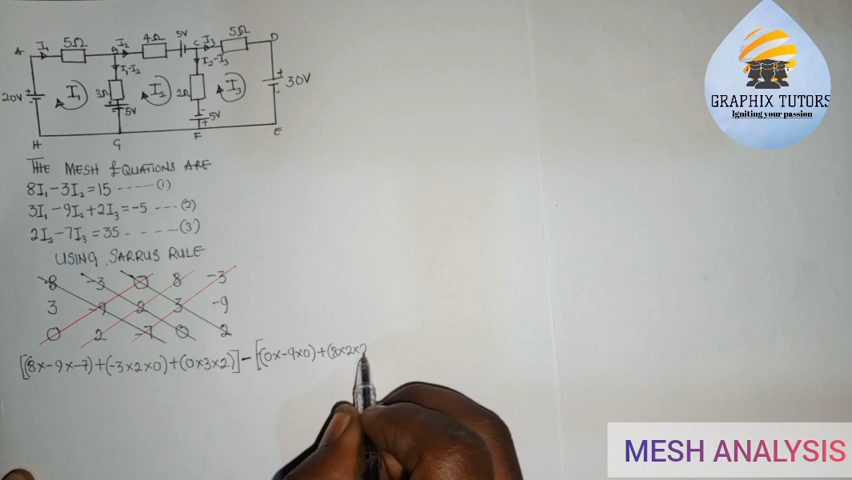 A I₁ 5Ω B I₂ 4Ω 5V C I₃ 5Ω D
I₁-I₂ I₂-I₃
20V I₁ 3Ω I₂ 2Ω I₃ 30V
5V 5V
H G F E
THE MESH EQUATIONS ARE
8I₁-3I₂=15 ----- (1)
3I₁-9I₂+2I₃=-5 --- (2)
2I₂-7I₃=35 ----- (3)
USING SARRUS RULE
8 -3 0 8 -3
3 -9 2 3 -9
0 2 -7 0 2
[(8x-9x-7)+(-3x2x0)+(0x3x2)]-[(0x-9x0)+(8x2x2
GRAPHIX TUTORS
Igniting your passion
MESH ANALYSIS